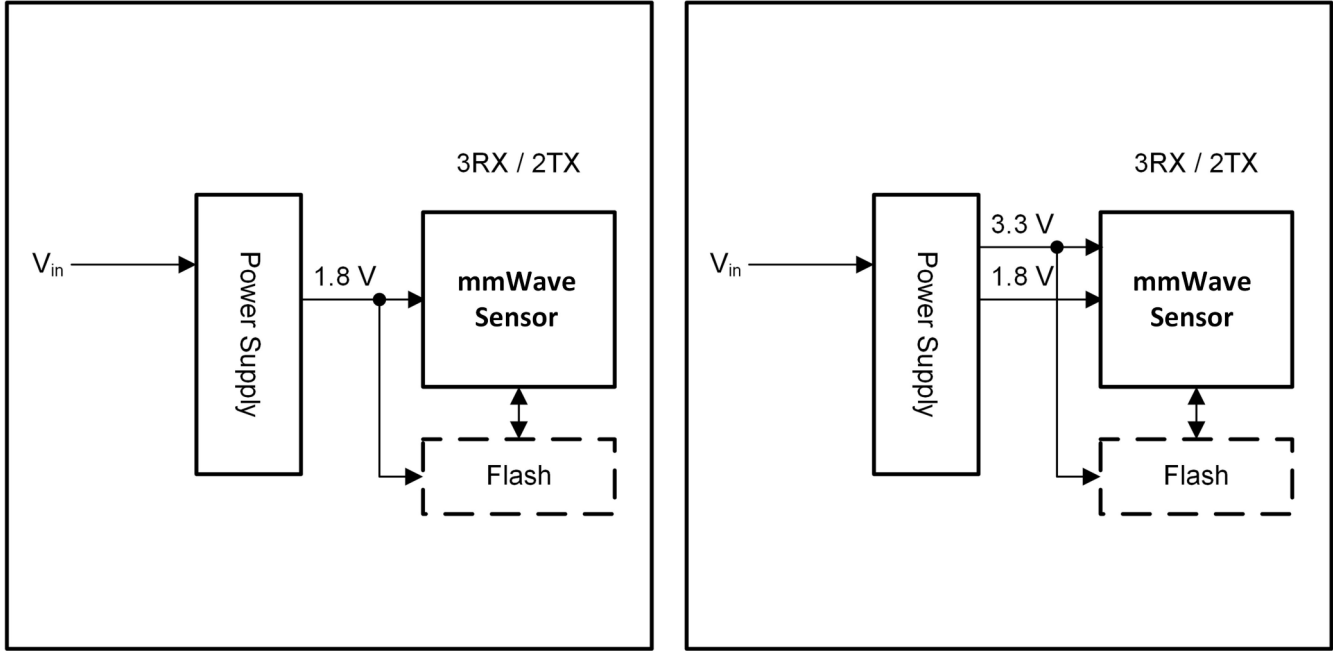 3RX / 2TX
V_in
Power Supply
1.8 V
mmWave
Sensor
Flash
3RX / 2TX
V_in
Power Supply
3.3 V
1.8 V
mmWave
Sensor
Flash